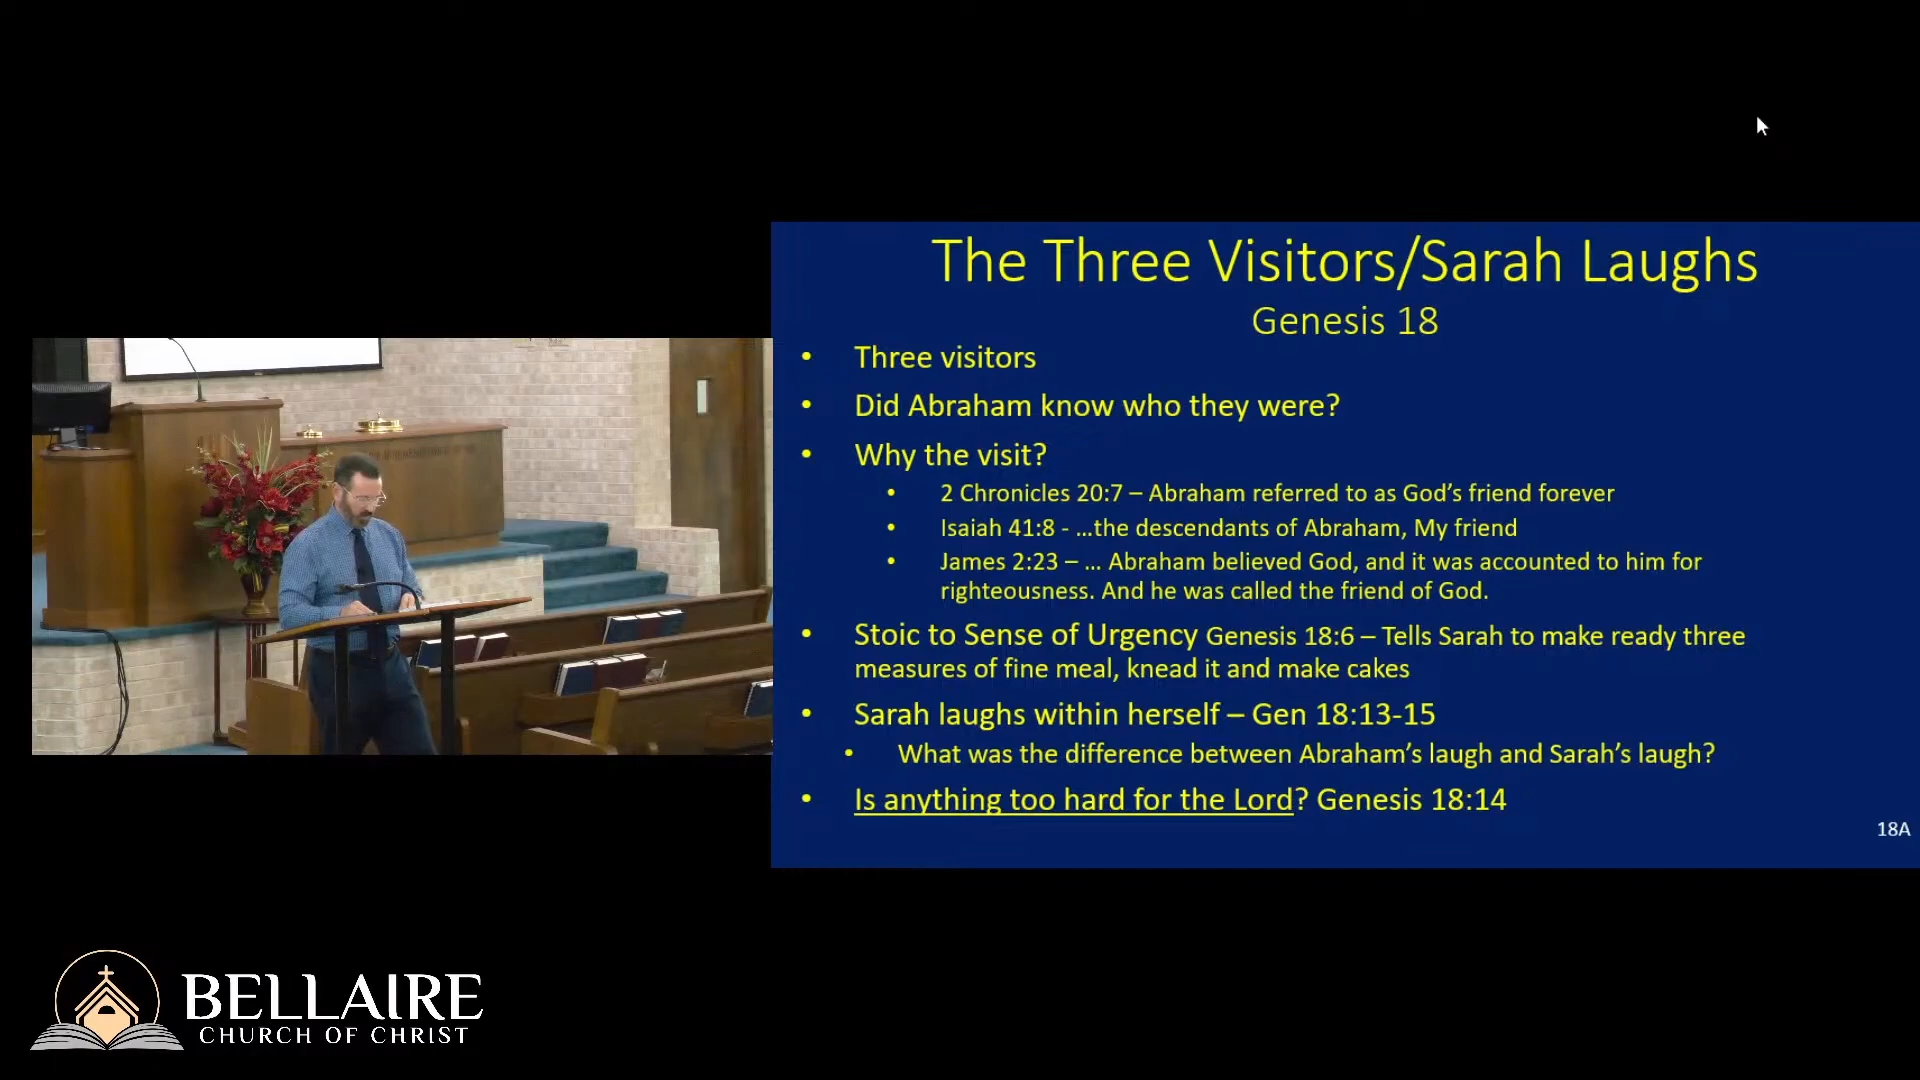 The Three Visitors/Sarah Laughs
Genesis 18
• Three visitors
• Did Abraham know who they were?
• Why the visit?
• 2 Chronicles 20:7 – Abraham referred to as God’s friend forever
• Isaiah 41:8 - …the descendants of Abraham, My friend
• James 2:23 – … Abraham believed God, and it was accounted to him for
righteousness. And he was called the friend of God.
• Stoic to Sense of Urgency Genesis 18:6 – Tells Sarah to make ready three
measures of fine meal, knead it and make cakes
• Sarah laughs within herself – Gen 18:13-15
• What was the difference between Abraham’s laugh and Sarah’s laugh?
• Is anything too hard for the Lord? Genesis 18:14
18A
BELLAIRE
CHURCH OF CHRIST